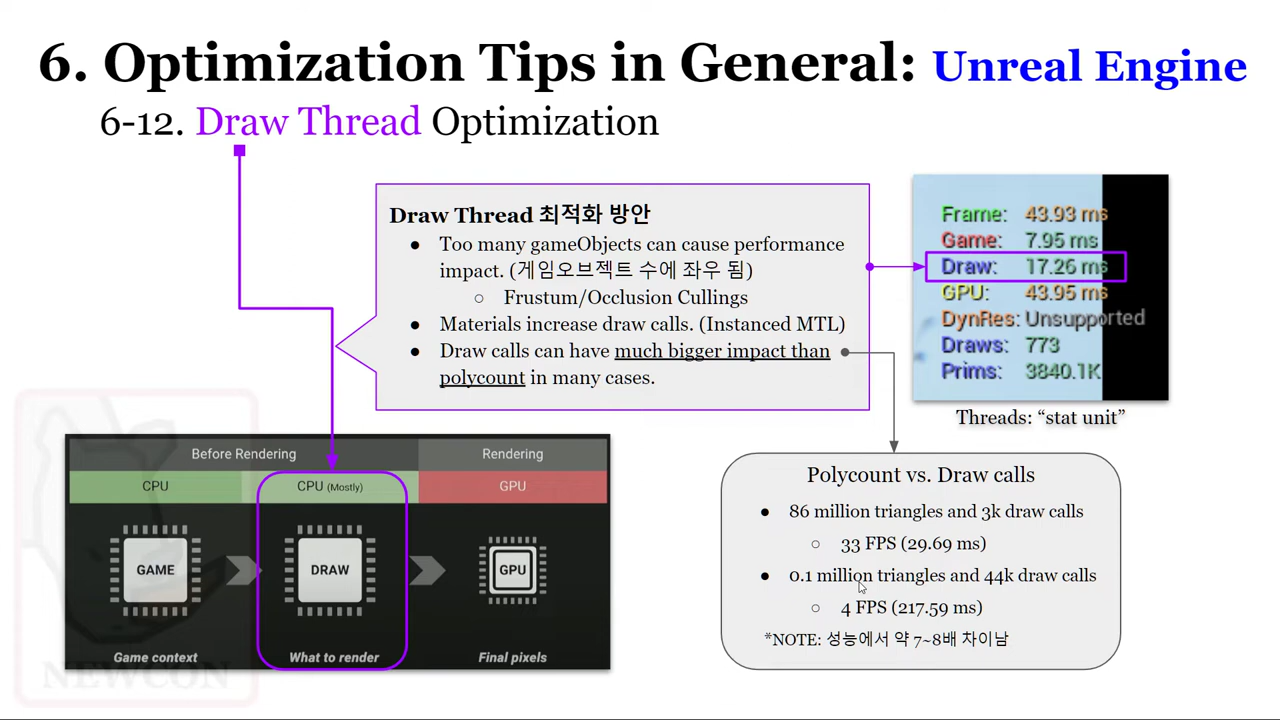 6. Optimization Tips in General: Unreal Engine
6-12. Draw Thread Optimization
Draw Thread 최적화 방안
● Too many gameObjects can cause performance
impact. (게임오브젝트 수에 좌우 됨)
○ Frustum/Occlusion Cullings
● Materials increase draw calls. (Instanced MTL)
● Draw calls can have much bigger impact than
polycount in many cases.
Frame: 43.93 ms
Game: 7.95 ms
Draw: 17.26 ms
GPU: 43.95 ms
DynRes: Unsupported
Draws: 773
Prims: 3840.1K
Threads: “stat unit”
Before Rendering
Rendering
CPU
CPU (Mostly)
GPU
GAME
DRAW
GPU
Game context
What to render
Final pixels
NEWCON
Polycount vs. Draw calls
● 86 million triangles and 3k draw calls
○ 33 FPS (29.69 ms)
● 0.1 million triangles and 44k draw calls
○ 4 FPS (217.59 ms)
*NOTE: 성능에서 약 7~8배 차이남